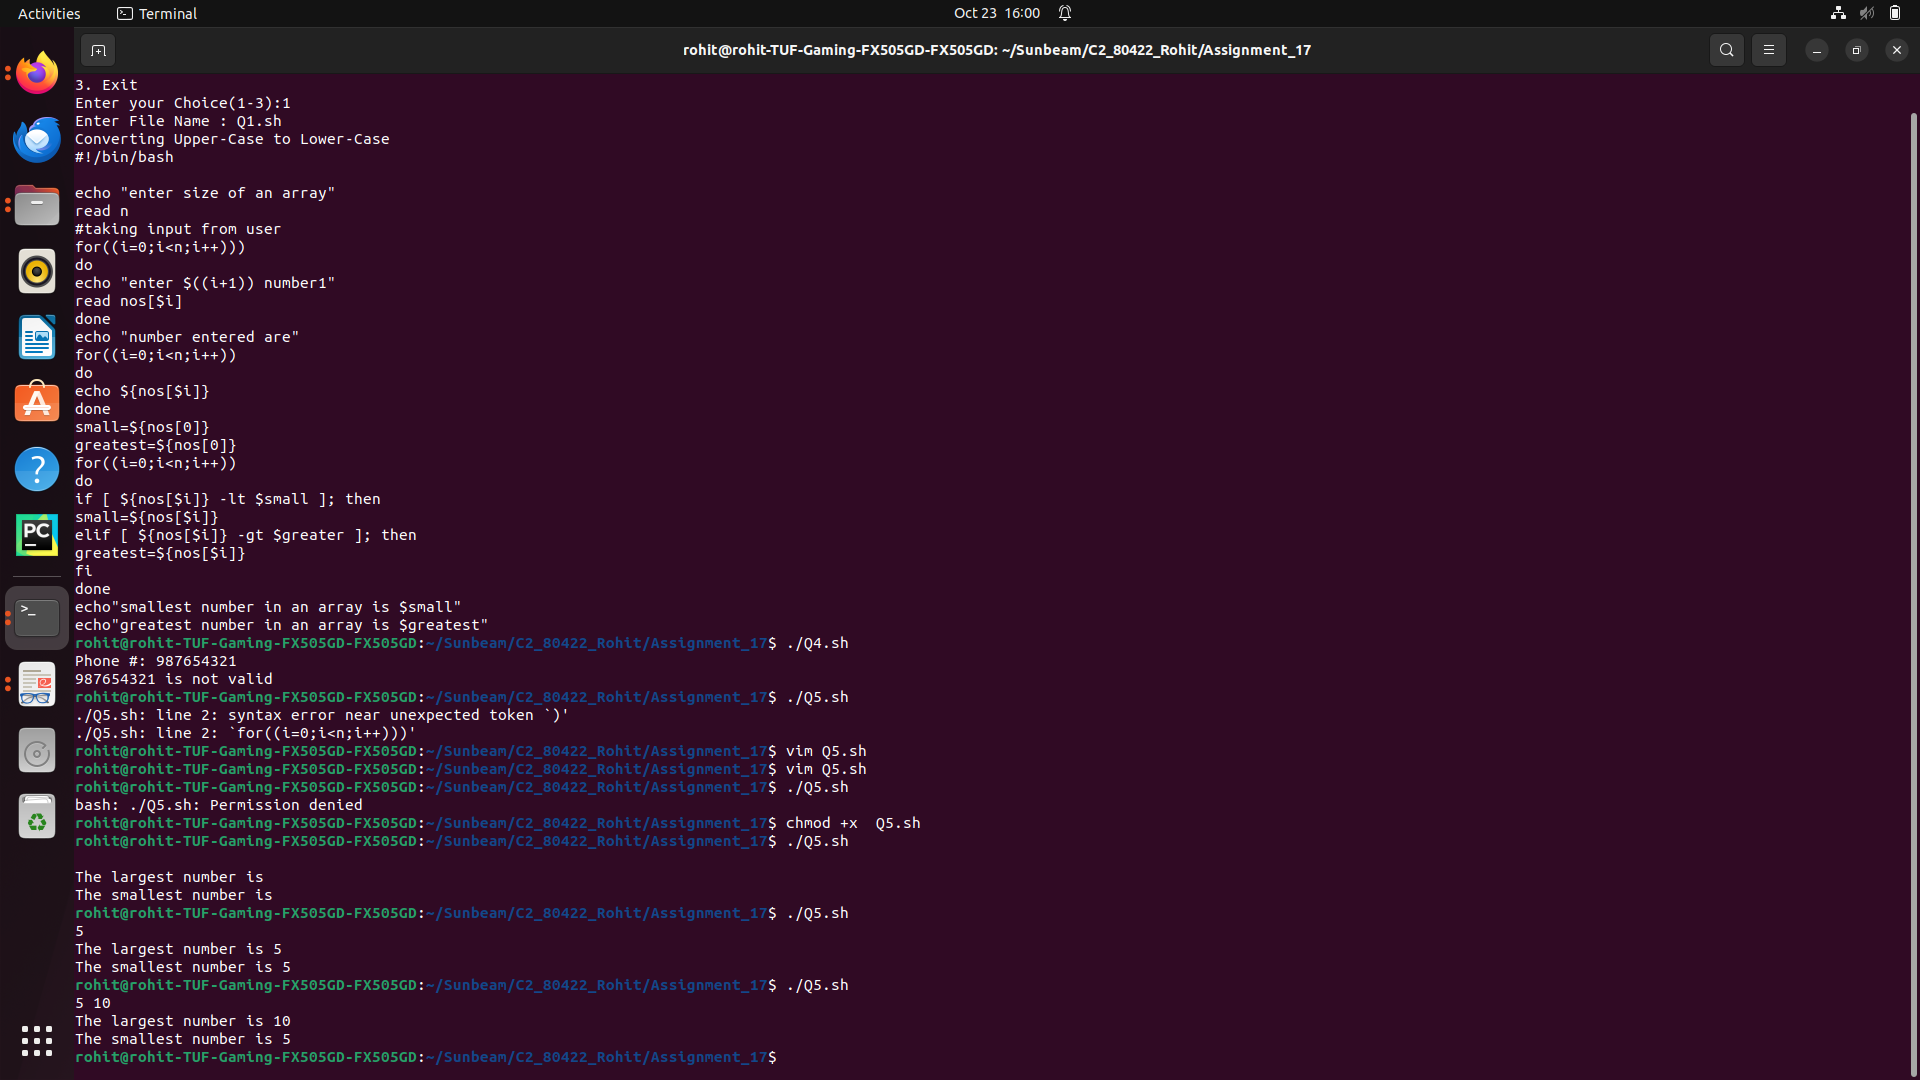 Activities
Terminal
Oct 23 16:00
rohit@rohit-TUF-Gaming-FX505GD-FX505GD: ~/Sunbeam/C2_80422_Rohit/Assignment_17
3. Exit
Enter your Choice(1-3):1
Enter File Name : Q1.sh
Converting Upper-Case to Lower-Case
#!/bin/bash
echo "enter size of an array"
read n
#taking input from user
for((i=0;i<n;i++)))
do
echo "enter $((i+1)) number1"
read nos[$i]
done
echo "number entered are"
for((i=0;i<n;i++))
do
echo ${nos[$i]}
done
small=${nos[0]}
greatest=${nos[0]}
for((i=0;i<n;i++))
do
if [ ${nos[$i]} -lt $small ]; then
small=${nos[$i]}
elif [ ${nos[$i]} -gt $greater ]; then
greatest=${nos[$i]}
fi
done
echo"smallest number in an array is $small"
echo"greatest number in an array is $greatest"
rohit@rohit-TUF-Gaming-FX505GD-FX505GD:~/Sunbeam/C2_80422_Rohit/Assignment_17$ ./Q4.sh
Phone #: 987654321
987654321 is not valid
rohit@rohit-TUF-Gaming-FX505GD-FX505GD:~/Sunbeam/C2_80422_Rohit/Assignment_17$ ./Q5.sh
./Q5.sh: line 2: syntax error near unexpected token `)'
./Q5.sh: line 2: `for((i=0;i<n;i++)))'
rohit@rohit-TUF-Gaming-FX505GD-FX505GD:~/Sunbeam/C2_80422_Rohit/Assignment_17$ vim Q5.sh
rohit@rohit-TUF-Gaming-FX505GD-FX505GD:~/Sunbeam/C2_80422_Rohit/Assignment_17$ vim Q5.sh
rohit@rohit-TUF-Gaming-FX505GD-FX505GD:~/Sunbeam/C2_80422_Rohit/Assignment_17$ ./Q5.sh
bash: ./Q5.sh: Permission denied
rohit@rohit-TUF-Gaming-FX505GD-FX505GD:~/Sunbeam/C2_80422_Rohit/Assignment_17$ chmod +x  Q5.sh
rohit@rohit-TUF-Gaming-FX505GD-FX505GD:~/Sunbeam/C2_80422_Rohit/Assignment_17$ ./Q5.sh
The largest number is
The smallest number is
rohit@rohit-TUF-Gaming-FX505GD-FX505GD:~/Sunbeam/C2_80422_Rohit/Assignment_17$ ./Q5.sh
5
The largest number is 5
The smallest number is 5
rohit@rohit-TUF-Gaming-FX505GD-FX505GD:~/Sunbeam/C2_80422_Rohit/Assignment_17$ ./Q5.sh
5 10
The largest number is 10
The smallest number is 5
rohit@rohit-TUF-Gaming-FX505GD-FX505GD:~/Sunbeam/C2_80422_Rohit/Assignment_17$